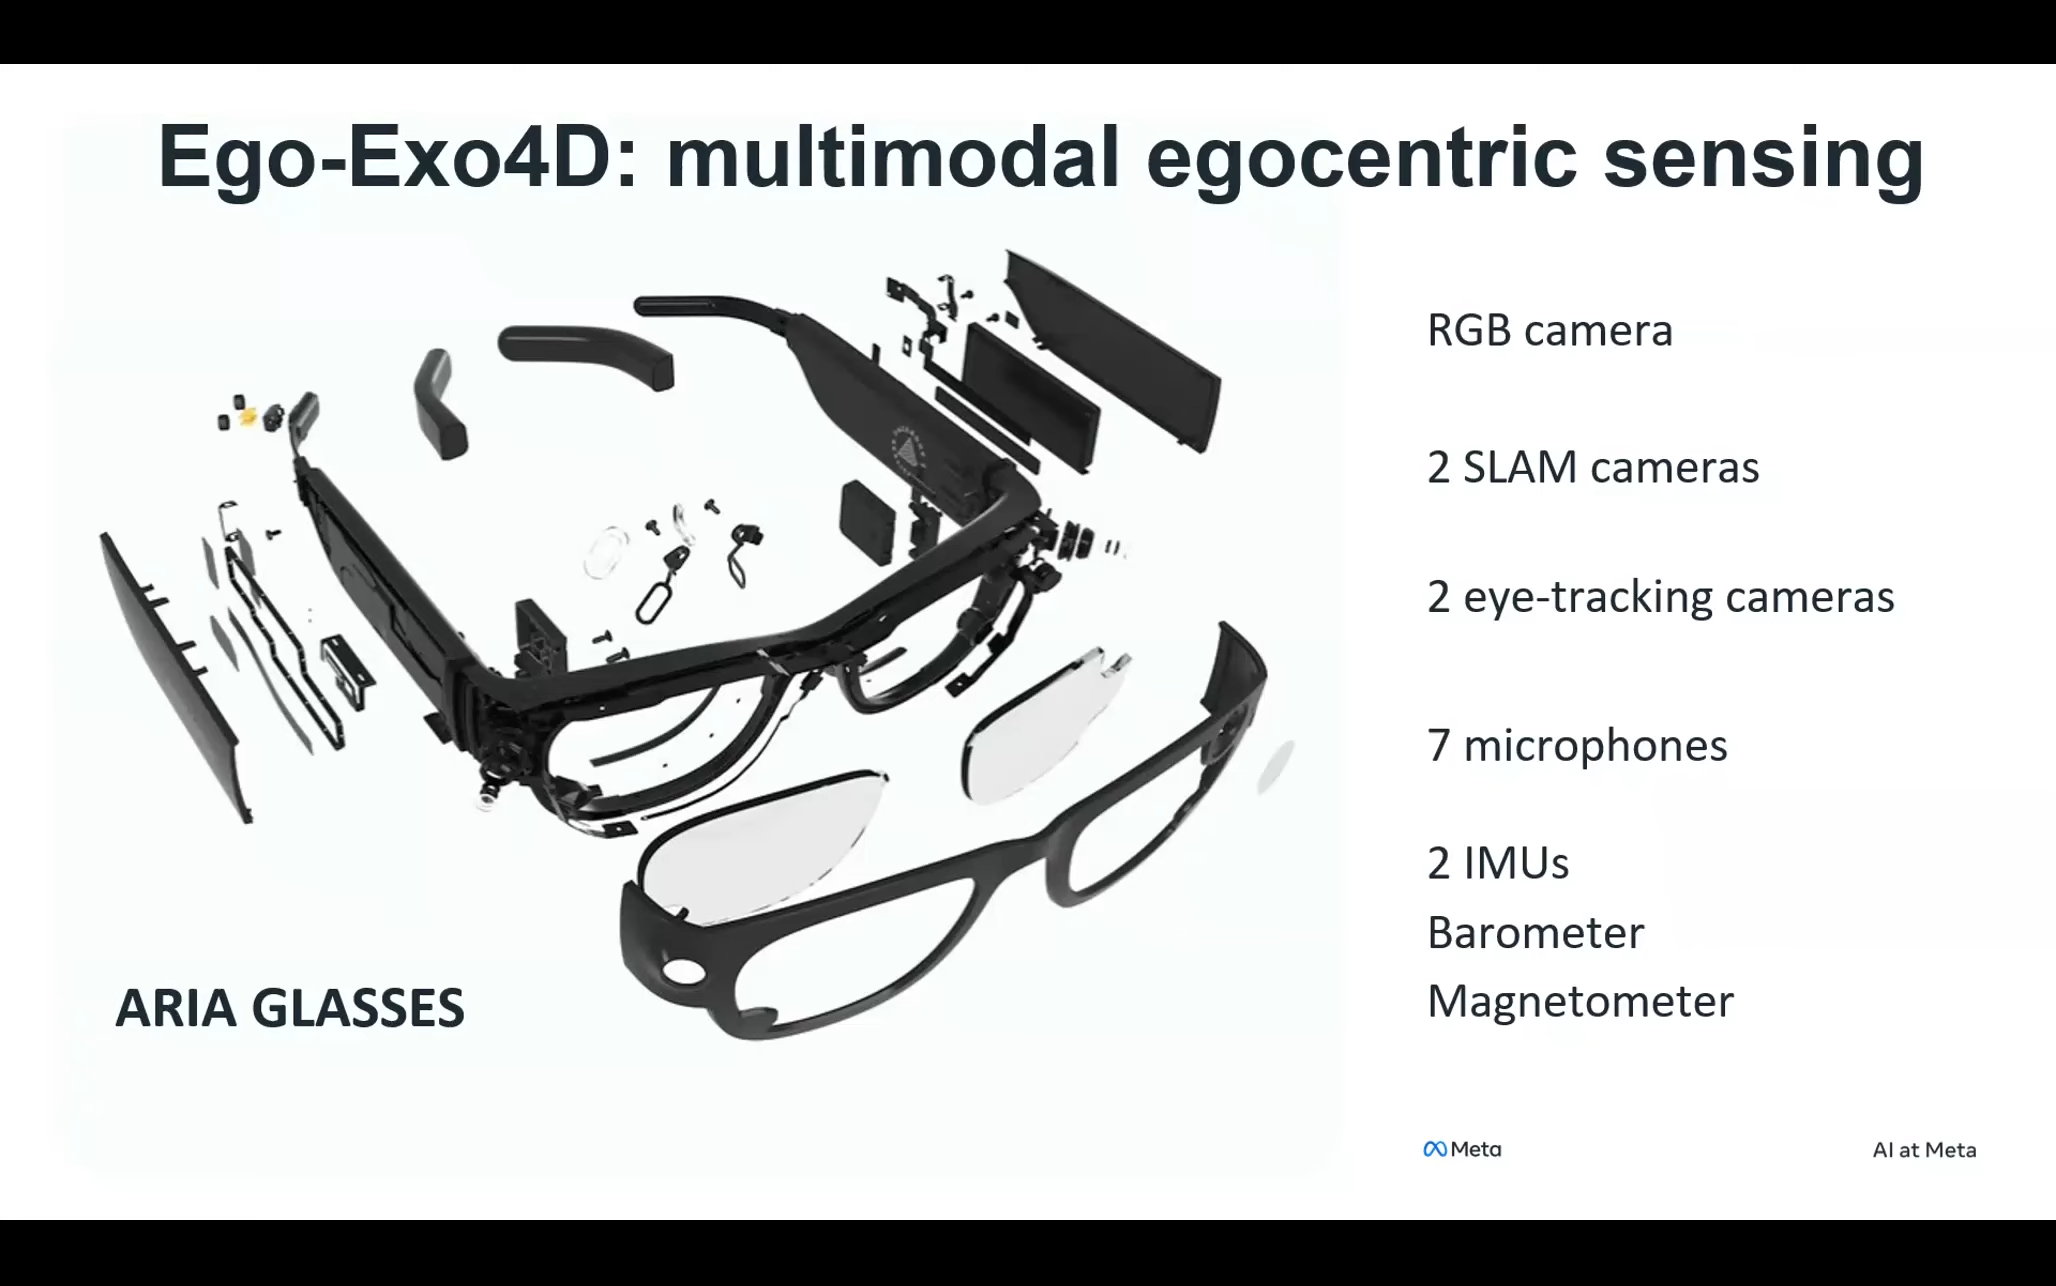 Ego-Exo4D: multimodal egocentric sensing
RGB camera
2 SLAM cameras
2 eye-tracking cameras
7 microphones
2 IMUs
Barometer
Magnetometer
ARIA GLASSES
Meta
AI at Meta